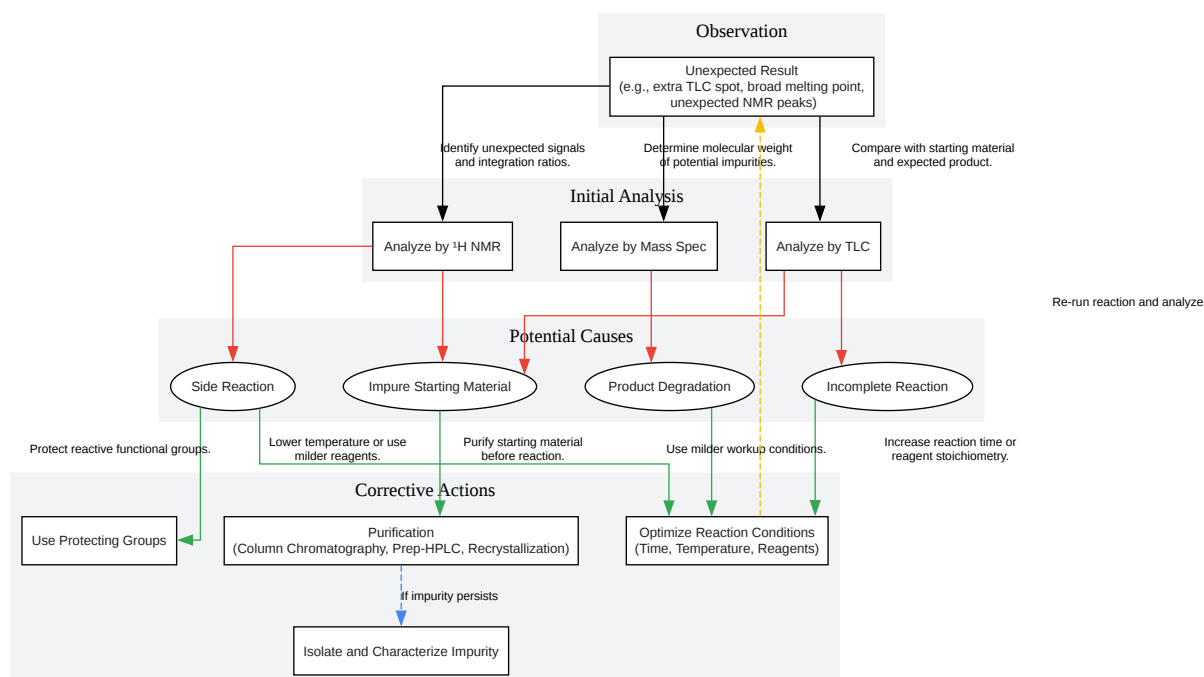 Observation
Unexpected Result
(e.g., extra TLC spot, broad melting point,
unexpected NMR peaks)
Identify unexpected signals
and integration ratios.
Determine molecular weight
of potential impurities.
Compare with starting material
and expected product.
Initial Analysis
Analyze by ¹H NMR
Analyze by Mass Spec
Analyze by TLC
Re-run reaction and analyze
Potential Causes
Side Reaction
Impure Starting Material
Product Degradation
Incomplete Reaction
Protect reactive functional groups.
Lower temperature or use
milder reagents.
Purify starting material
before reaction.
Use milder workup conditions.
Increase reaction time or
reagent stoichiometry.
Corrective Actions
Use Protecting Groups
Purification
(Column Chromatography, Prep-HPLC, Recrystallization)
Optimize Reaction Conditions
(Time, Temperature, Reagents)
If impurity persists
Isolate and Characterize Impurity